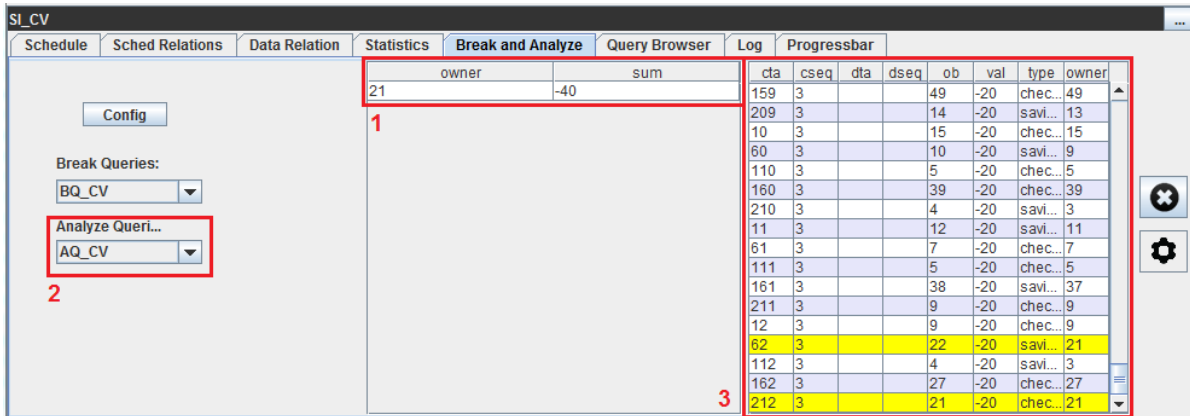 SI_CV ...
Schedule Sched Relations Data Relation Statistics Break and Analyze Query Browser Log Progressbar
Config
Break Queries:
BQ_CV
Analyze Queri...
AQ_CV
2
owner sum
21 -40
1
cta cseq dta dseq ob val type owner
159 3 49 -20 chec... 49
209 3 14 -20 savi... 13
10 3 15 -20 chec... 15
60 3 10 -20 savi... 9
110 3 5 -20 chec... 5
160 3 39 -20 chec... 39
210 3 4 -20 savi... 3
11 3 12 -20 savi... 11
61 3 7 -20 chec... 7
111 3 5 -20 chec... 5
161 3 38 -20 savi... 37
211 3 9 -20 chec... 9
12 3 9 -20 chec... 9
62 3 22 -20 savi... 21
112 3 4 -20 savi... 3
162 3 27 -20 chec... 27
212 3 21 -20 chec... 21
3